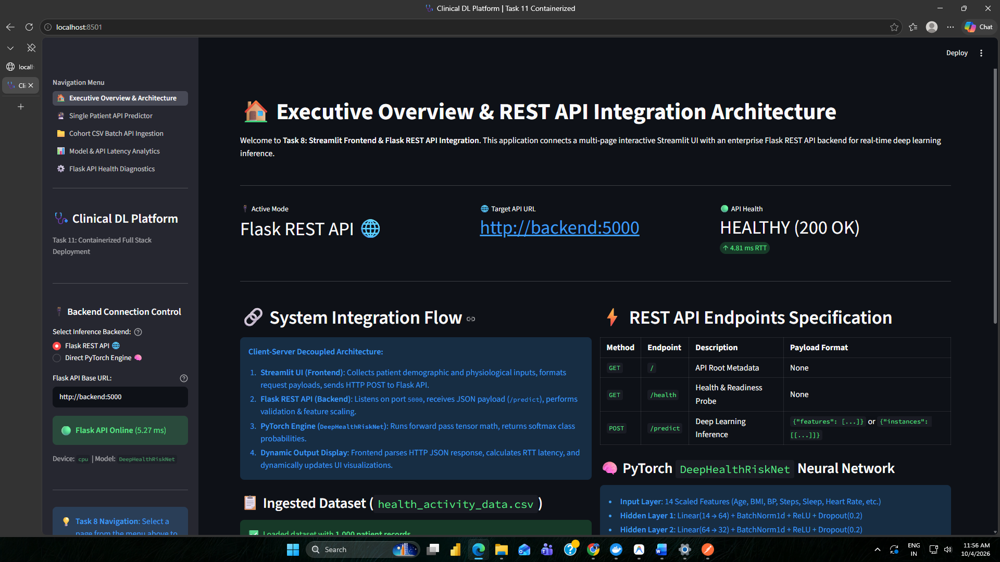 Clinical DL Platform | Task 11 Containerized
localhost:8501
Chat
localh
Cli
Deploy
Navigation Menu
Executive Overview & Architecture
Single Patient API Predictor
Cohort CSV Batch API Ingestion
Model & API Latency Analytics
Flask API Health Diagnostics
Clinical DL Platform
Task 11: Containerized Full Stack
Deployment
Backend Connection Control
Select Inference Backend:
Flask REST API
Direct PyTorch Engine
Flask API Base URL:
http://backend:5000
Flask API Online (5.27 ms)
Device: cpu | Model: DeepHealthRiskNet
Task 8 Navigation: Select a
page from the menu above to
Executive Overview & REST API Integration Architecture
Welcome to Task 8: Streamlit Frontend & Flask REST API Integration. This application connects a multi-page interactive Streamlit UI with an enterprise Flask REST API backend for real-time deep learning
inference.
Active Mode
Flask REST API
Target API URL
http://backend:5000
API Health
HEALTHY (200 OK)
↑ 4.81 ms RTT
System Integration Flow
Client-Server Decoupled Architecture:
1. Streamlit UI (Frontend): Collects patient demographic and physiological inputs, formats
request payloads, sends HTTP POST to Flask API.
2. Flask REST API (Backend): Listens on port 5000, receives JSON payload (/predict), performs
validation & feature scaling.
3. PyTorch Engine (DeepHealthRiskNet): Runs forward pass tensor math, returns softmax class
probabilities.
4. Dynamic Output Display: Frontend parses HTTP JSON response, calculates RTT latency, and
dynamically updates UI visualizations.
Ingested Dataset ( health_activity_data.csv )
Loaded dataset with 1,000 patient records
REST API Endpoints Specification
Method Endpoint Description Payload Format
GET / API Root Metadata None
GET /health Health & Readiness Probe None
POST /predict Deep Learning Inference {"features": [...]} or {"instances": [[...]]}
PyTorch DeepHealthRiskNet Neural Network
• Input Layer: 14 Scaled Features (Age, BMI, BP, Steps, Sleep, Heart Rate, etc.)
• Hidden Layer 1: Linear(14 → 64) + BatchNorm1d + ReLU + Dropout(0.2)
• Hidden Layer 2: Linear(64 → 32) + BatchNorm1d + ReLU + Dropout(0.2)
Search
ENG
IN
11:56 AM
10/4/2026